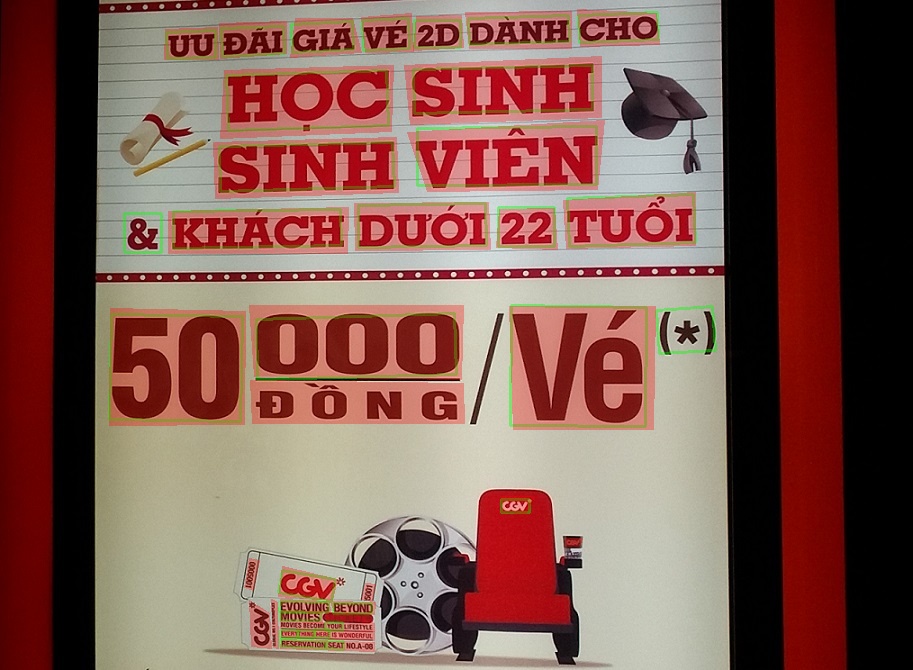 ƯU ĐÃI GIÁ VÉ 2D DÀNH CHO
HỌC SINH
SINH VIÊN
& KHÁCH DƯỚI 22 TUỔI
50 000 ĐỒNG / Vé (*)
CGV*
CGV*
EVOLVING BEYOND
MOVIES
MOVIES BECOME YOUR LIFESTYLE
EVERYTHING HERE IS WONDERFUL
RESERVATION SEAT NO.A-08
CGV*